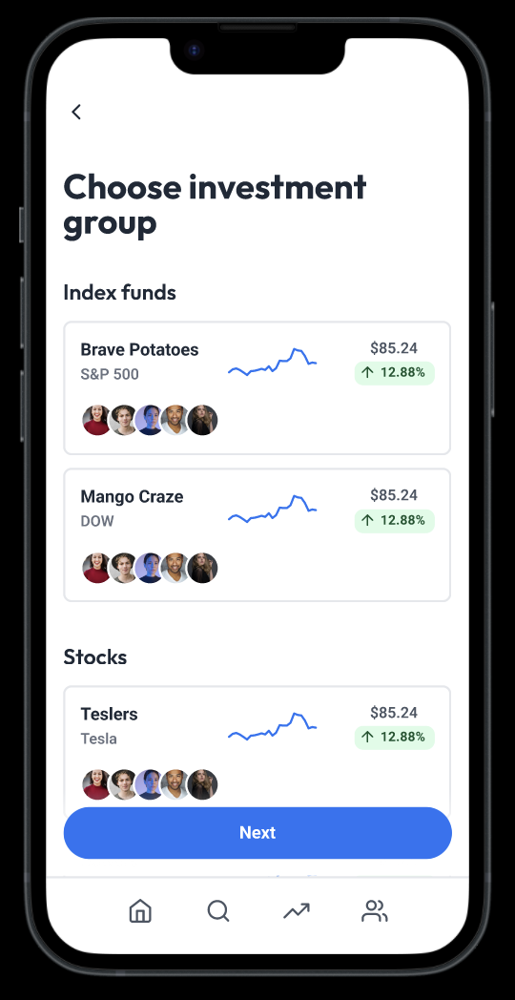 Choose investment
group
Index funds
Brave Potatoes
$85.24
S&P 500
12.88%
Mango Craze
$85.24
DOW
12.88%
Stocks
Teslers
$85.24
Tesla
12.88%
Next